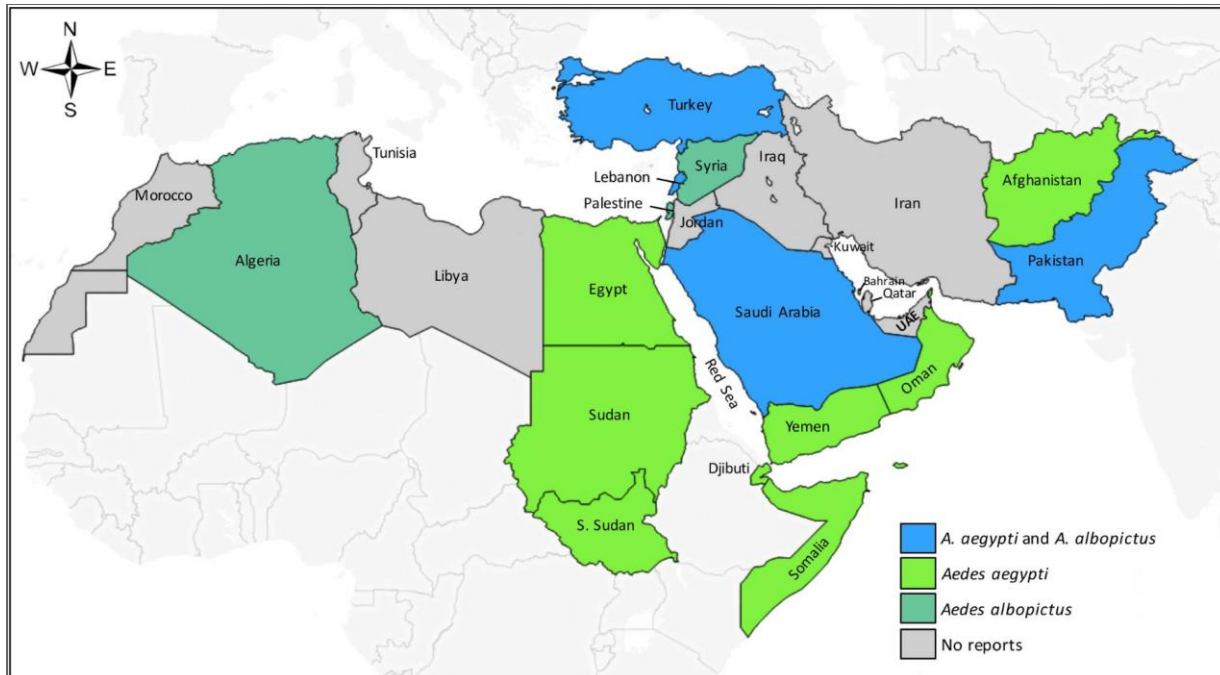 N
W E
S
Turkey
Tunisia
Syria
Iraq
Lebanon
Morocco
Palestine
Afghanistan
Iran
Jordan
Kuwait
Algeria
Libya
Pakistan
Egypt
Bahrain
Qatar
Saudi Arabia
UAE
Red Sea
Oman
Sudan
Yemen
Djibouti
S. Sudan
Somalia
A. aegypti and A. albopictus
Aedes aegypti
Aedes albopictus
No reports